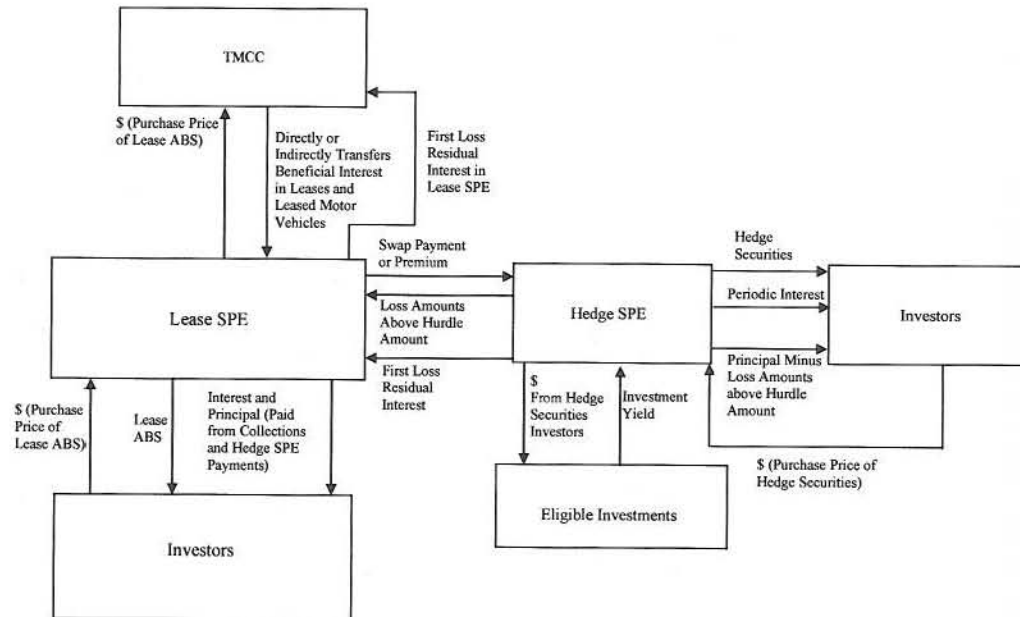 TMCC
$ (Purchase Price
of Lease ABS)
Directly or
Indirectly Transfers
Beneficial Interest
in Leases and
Leased Motor
Vehicles
First Loss
Residual
Interest in
Lease SPE
Swap Payment
or Premium
Hedge
Securities
Lease SPE
Loss Amounts
Above Hurdle
Amount
Hedge SPE
Periodic Interest
Investors
First Loss
Residual
Interest
Principal Minus
Loss Amounts
above Hurdle
Amount
$ (Purchase
Price of
Lease ABS)
Lease
ABS
Interest and
Principal (Paid
from Collections
and Hedge SPE
Payments)
$
From Hedge
Securities
Investors
Investment
Yield
$ (Purchase Price of
Hedge Securities)
Eligible Investments
Investors